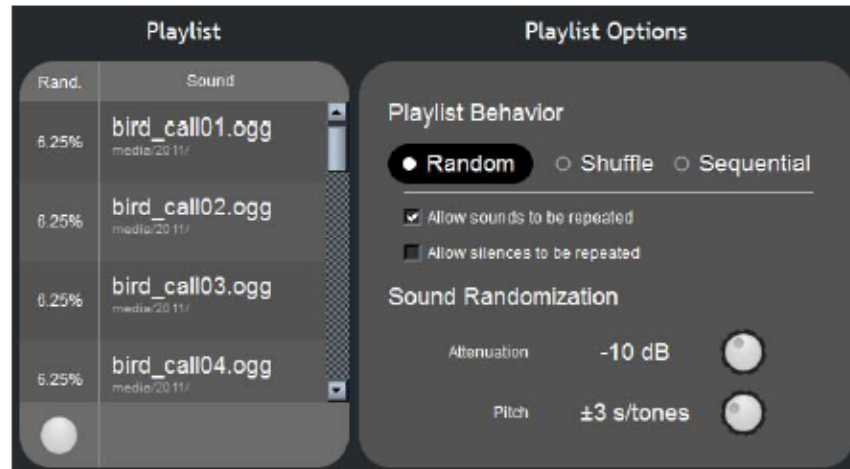 Playlist
Rand. Sound
6.25% bird_call01.ogg
media/2011/
6.25% bird_call02.ogg
media/2011/
6.25% bird_call03.ogg
media/2011/
6.25% bird_call04.ogg
media/2011/
Playlist Options
Playlist Behavior
Random Shuffle Sequential
Allow sounds to be repeated
Allow silences to be repeated
Sound Randomization
Attenuation -10 dB
Pitch ±3 s/tones